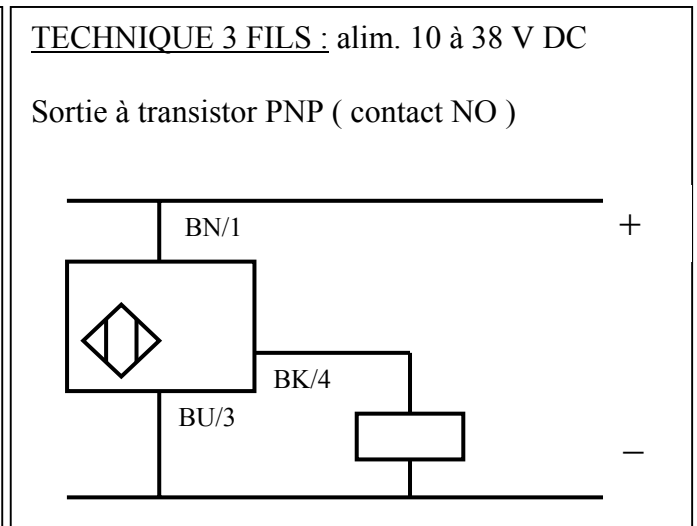 TECHNIQUE 3 FILS : alim. 10 à 38 V DC
Sortie à transistor PNP ( contact NO )
BN/1
+
BK/4
BU/3
–